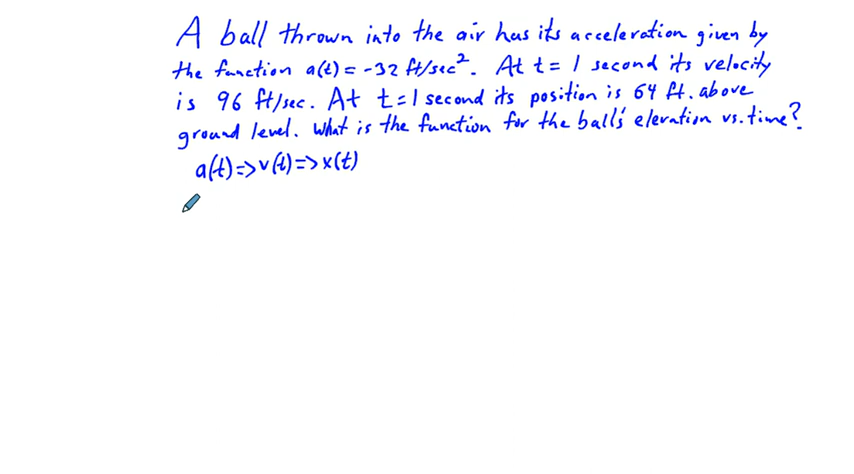 A ball thrown into the air has its acceleration given by
the function a(t) = -32 ft/sec². At t = 1 second its velocity
is 96 ft/sec. At t = 1 second its position is 64 ft. above
ground level. What is the function for the ball's elevation vs. time?
a(t) => v(t) => x(t)